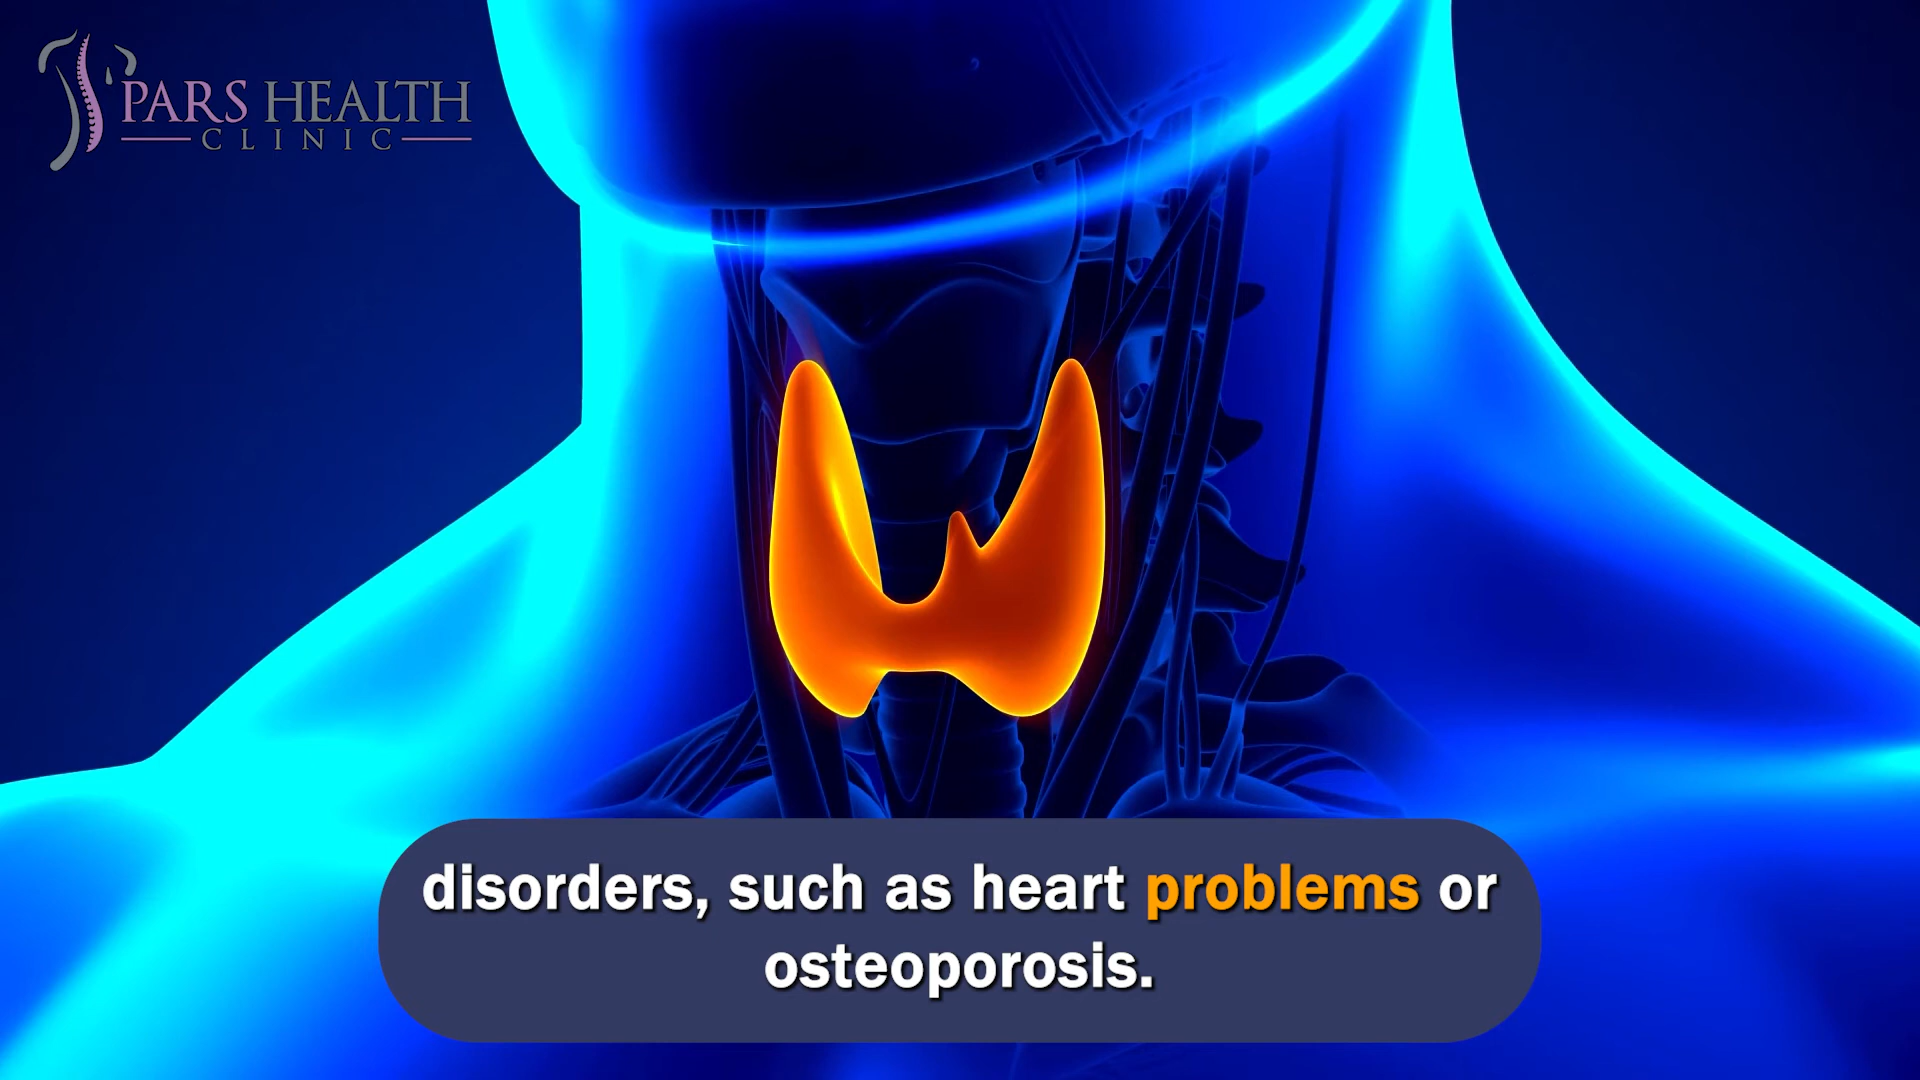 PARS HEALTH
CLINIC
disorders, such as heart problems or
osteoporosis.